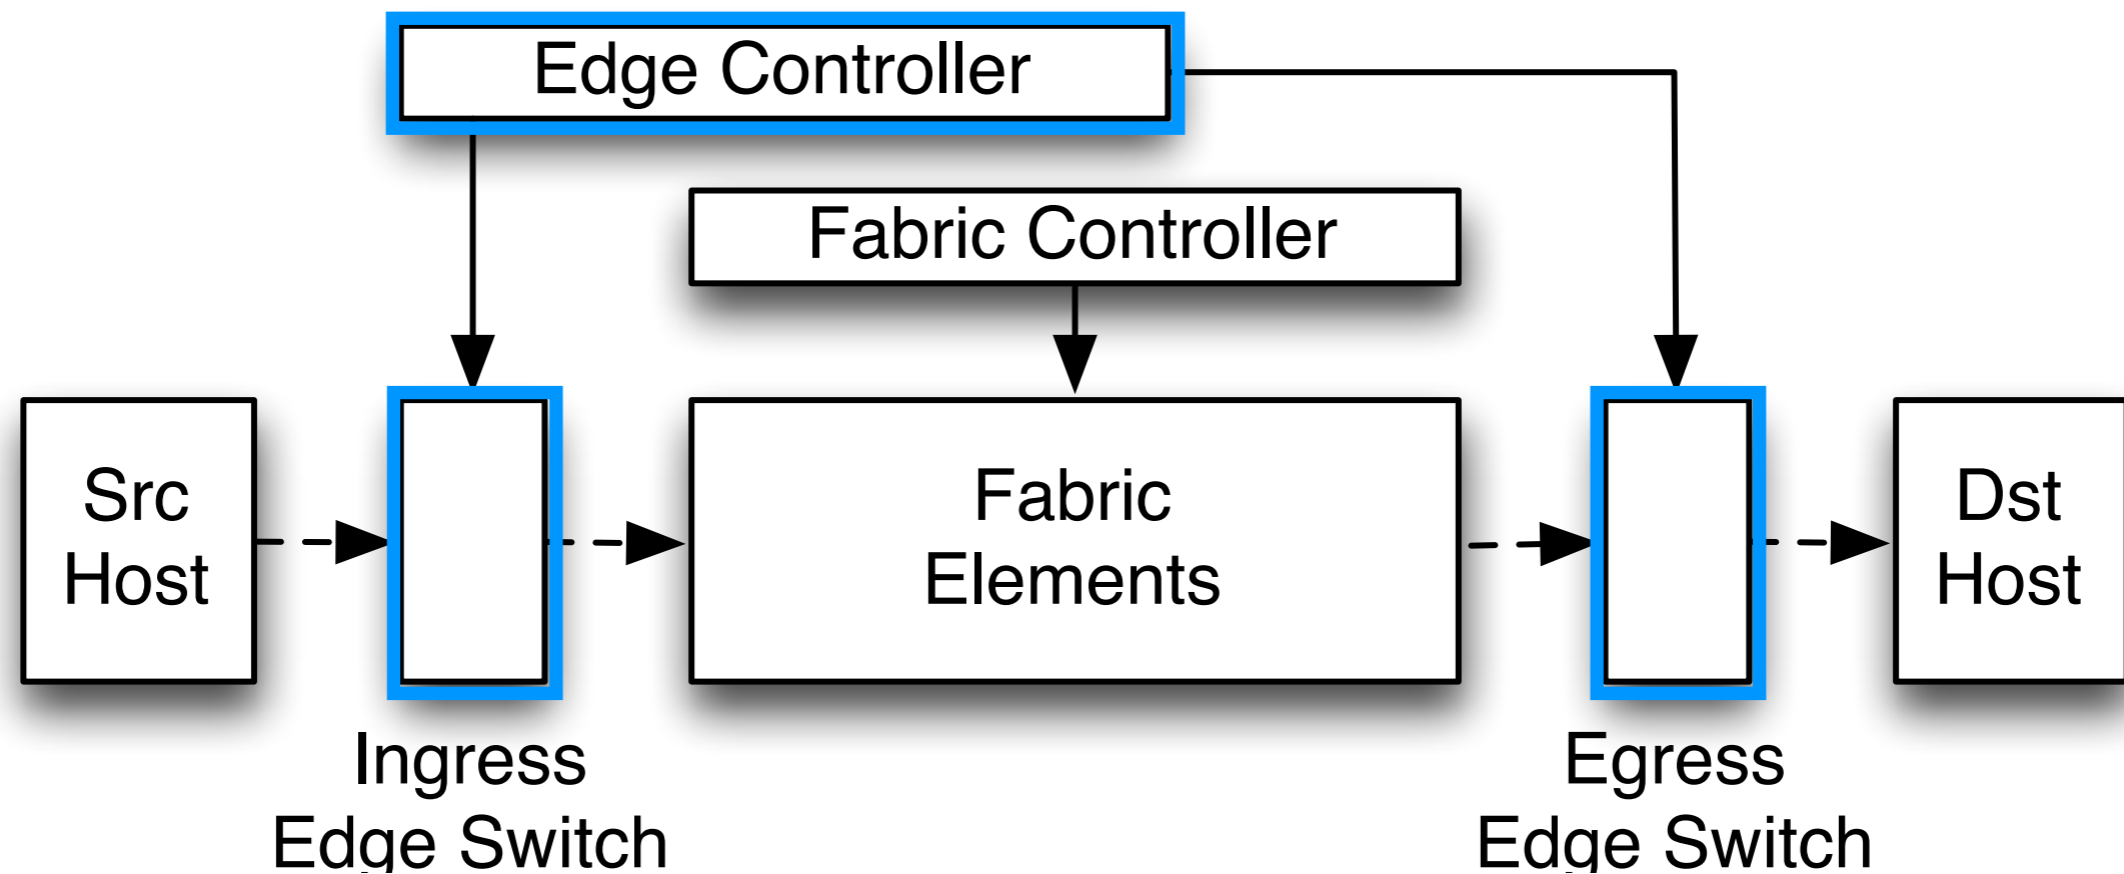 Edge Controller
Fabric Controller
Src
Host
Fabric
Elements
Dst
Host
Ingress
Edge Switch
Egress
Edge Switch